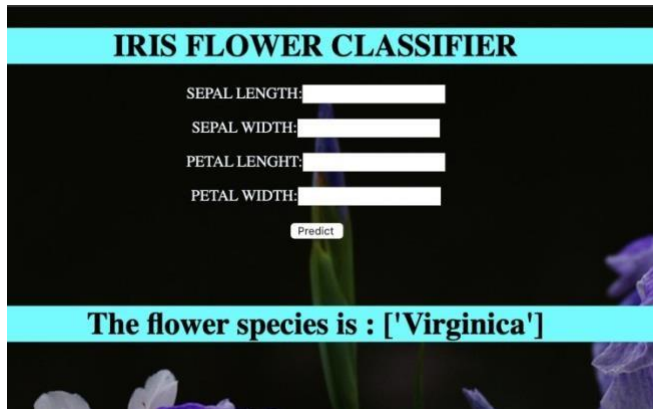 IRIS FLOWER CLASSIFIER
SEPAL LENGTH:
SEPAL WIDTH:
PETAL LENGHT:
PETAL WIDTH:
Predict
The flower species is : ['Virginica']